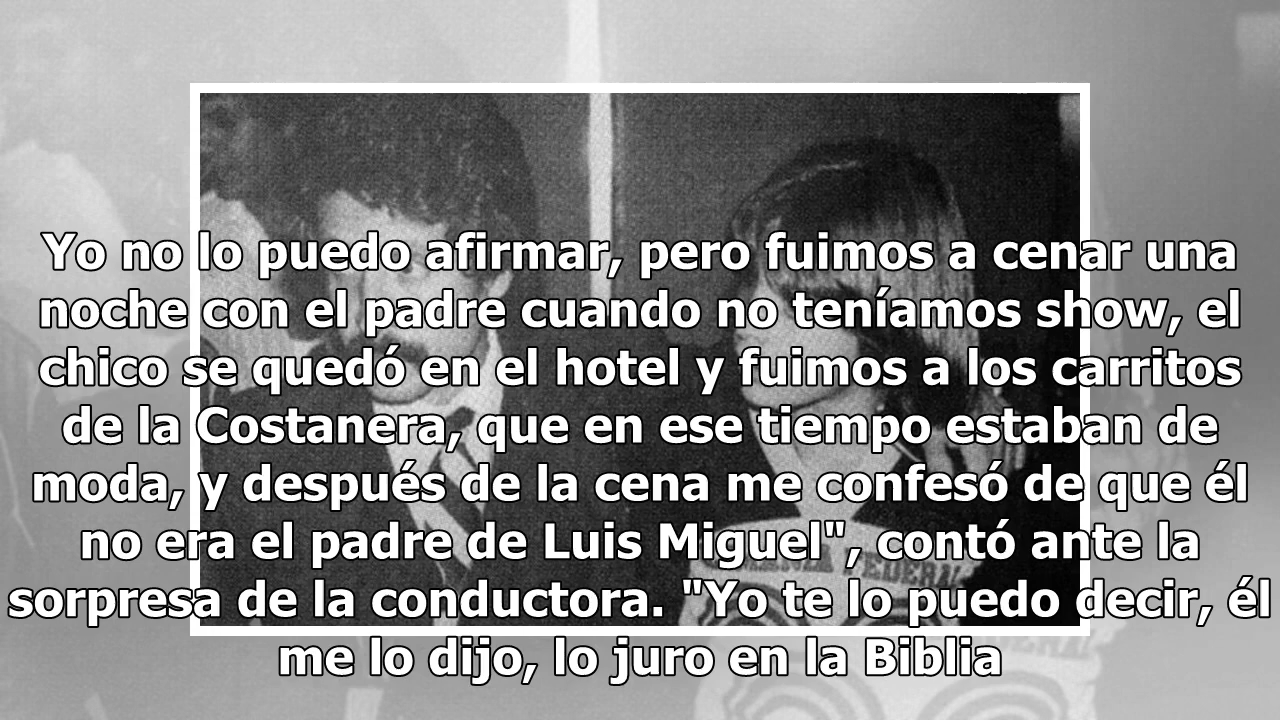 Yo no lo puedo afirmar, pero fuimos a cenar una
noche con el padre cuando no teníamos show, el
chico se quedó en el hotel y fuimos a los carritos
de la Costanera, que en ese tiempo estaban de
moda, y después de la cena me confesó de que él
no era el padre de Luis Miguel", contó ante la
sorpresa de la conductora. "Yo te lo puedo decir, él
me lo dijo, lo juro en la Biblia
FEDERAL